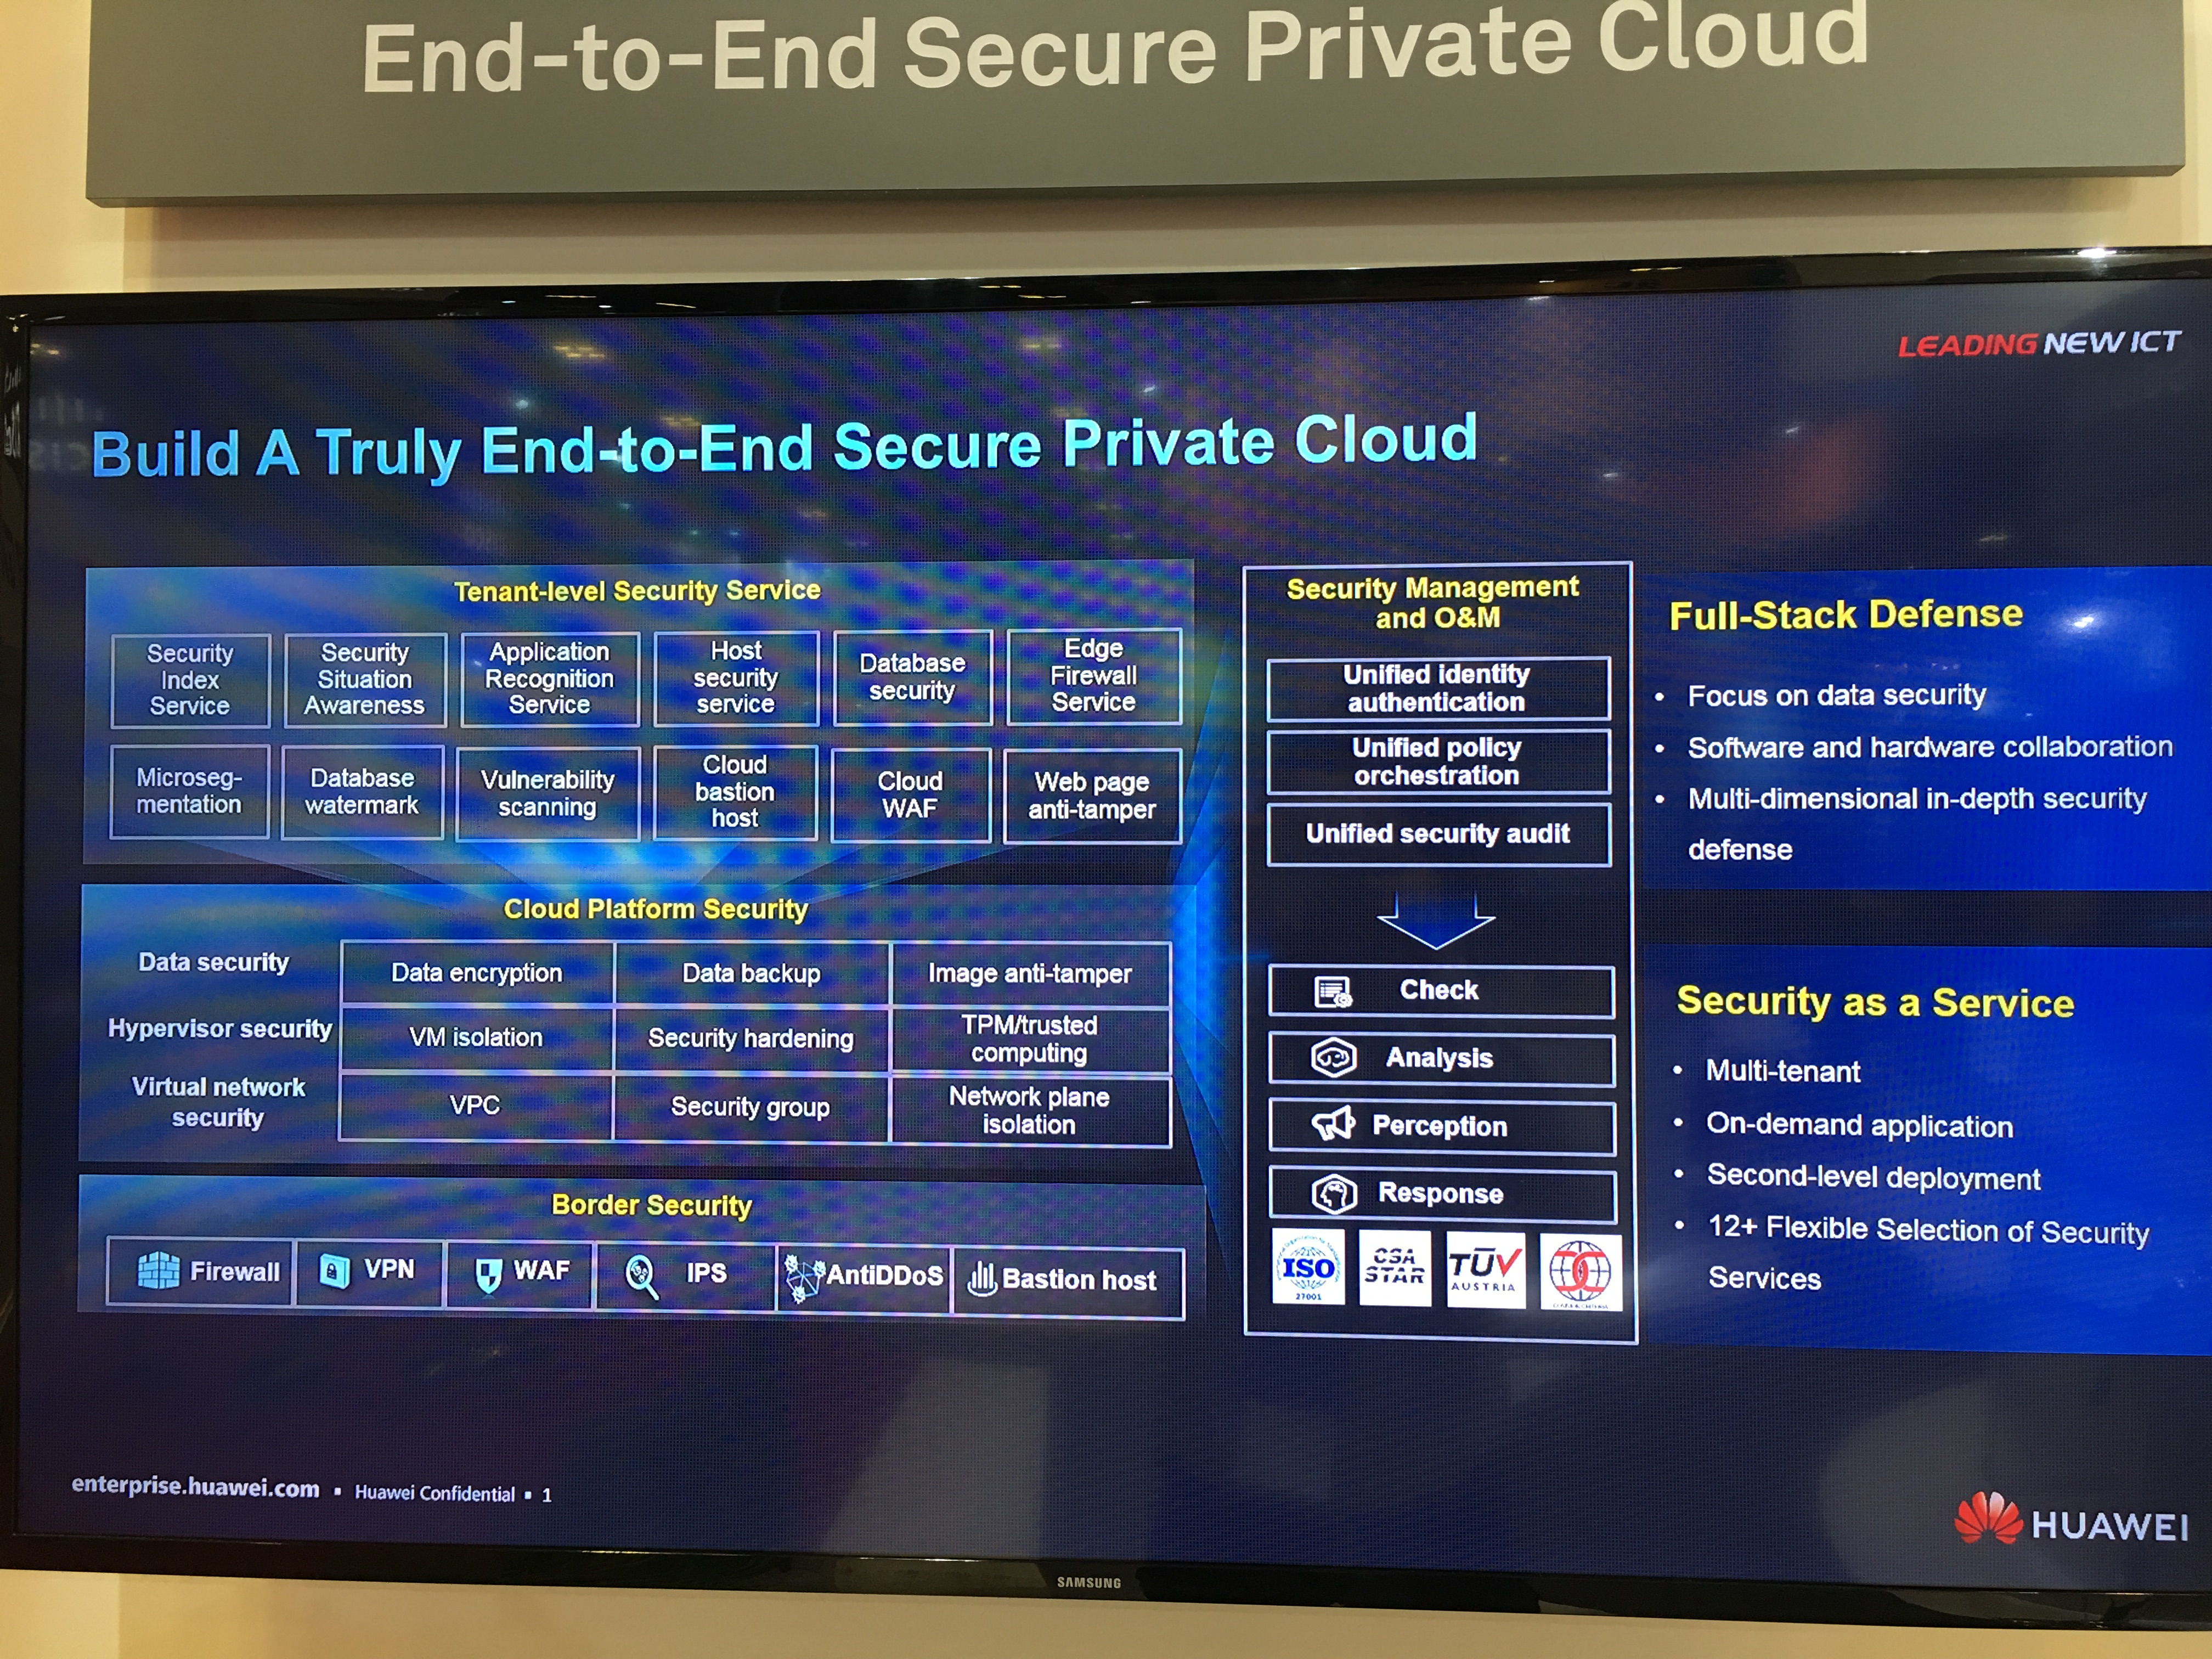 End-to-End Secure Private Cloud
LEADING NEW ICT
Build A Truly End-to-End Secure Private Cloud
Tenant-level Security Service
Security
Index
Service
Security
Situation
Awareness
Application
Recognition
Service
Host
security
service
Database
security
Edge
Firewall
Service
Microseg-
mentation
Database
watermark
Vulnerability
scanning
Cloud
bastion
host
Cloud
WAF
Web page
anti-tamper
Cloud Platform Security
Data security
Data encryption
Data backup
Image anti-tamper
Hypervisor security
VM isolation
Security hardening
TPM/trusted
computing
Virtual network
security
VPC
Security group
Network plane
isolation
Border Security
Firewall
VPN
WAF
IPS
AntiDDoS
Bastion host
Security Management
and O&M
Unified identity
authentication
Unified policy
orchestration
Unified security audit
Check
Analysis
Perception
Response
ISO
27001
CSA
STAR
TÜV
AUSTRIA
Full-Stack Defense
• Focus on data security
• Software and hardware collaboration
• Multi-dimensional in-depth security
defense
Security as a Service
• Multi-tenant
• On-demand application
• Second-level deployment
• 12+ Flexible Selection of Security
Services
enterprise.huawei.com ▪ Huawei Confidential ▪ 1
HUAWEI
SAMSUNG